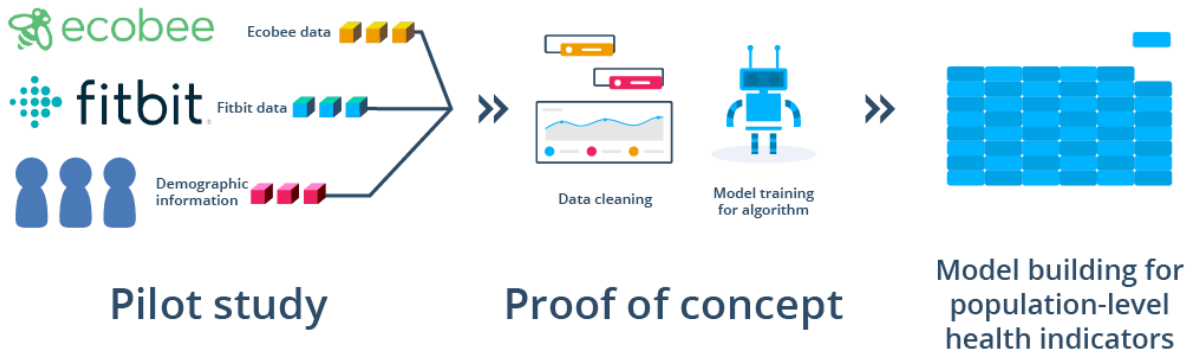 ecobee
Ecobee data
fitbit
Fitbit data
Demographic
information
Data cleaning
Model training
for algorithm
Pilot study
Proof of concept
Model building for
population-level
health indicators